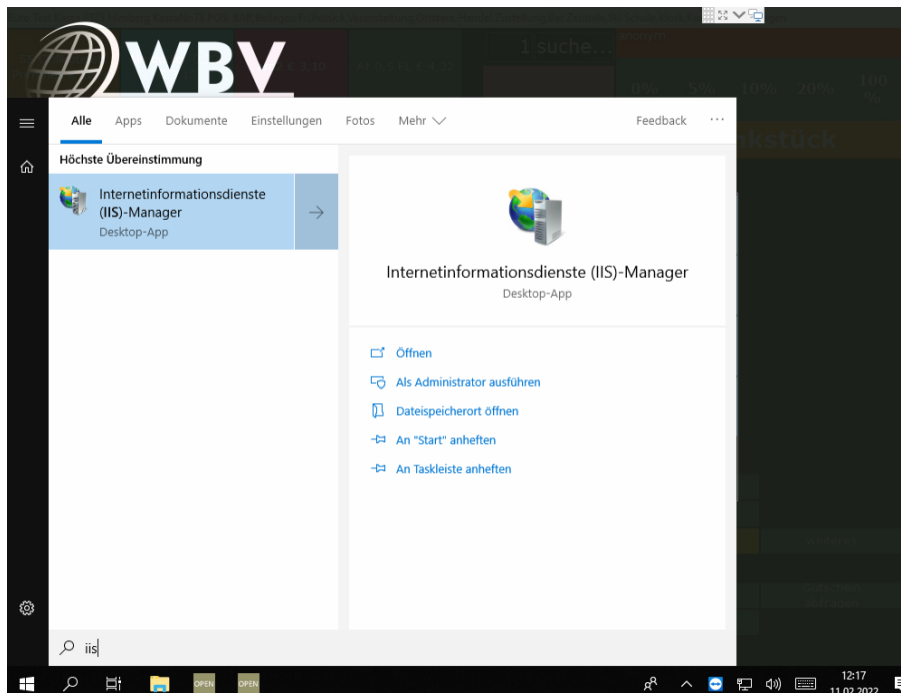 WBV
1 suche...
anonym
0% 5% 10% 20% 100 %
Alle Apps Dokumente Einstellungen Fotos Mehr Feedback ...
Höchste Übereinstimmung
Internetinformationsdienste
(IIS)-Manager
Desktop-App
Internetinformationsdienste (IIS)-Manager
Desktop-App
Öffnen
Als Administrator ausführen
Dateispeicherort öffnen
An "Start" anheften
An Taskleiste anheften
iis
OPEN OPEN
12:17
11.02.2022